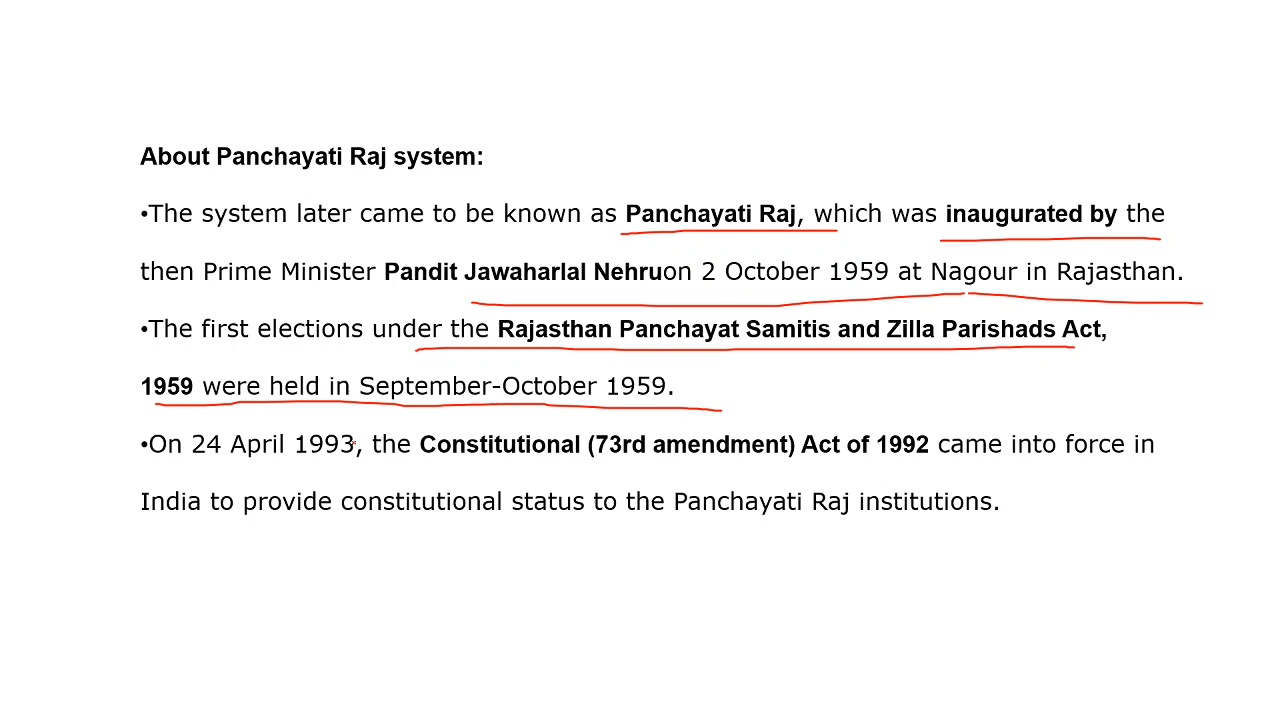 About Panchayati Raj system:
•The system later came to be known as Panchayati Raj, which was inaugurated by the
then Prime Minister Pandit Jawaharlal Nehruon 2 October 1959 at Nagour in Rajasthan.
•The first elections under the Rajasthan Panchayat Samitis and Zilla Parishads Act,
1959 were held in September-October 1959.
•On 24 April 1993, the Constitutional (73rd amendment) Act of 1992 came into force in
India to provide constitutional status to the Panchayati Raj institutions.